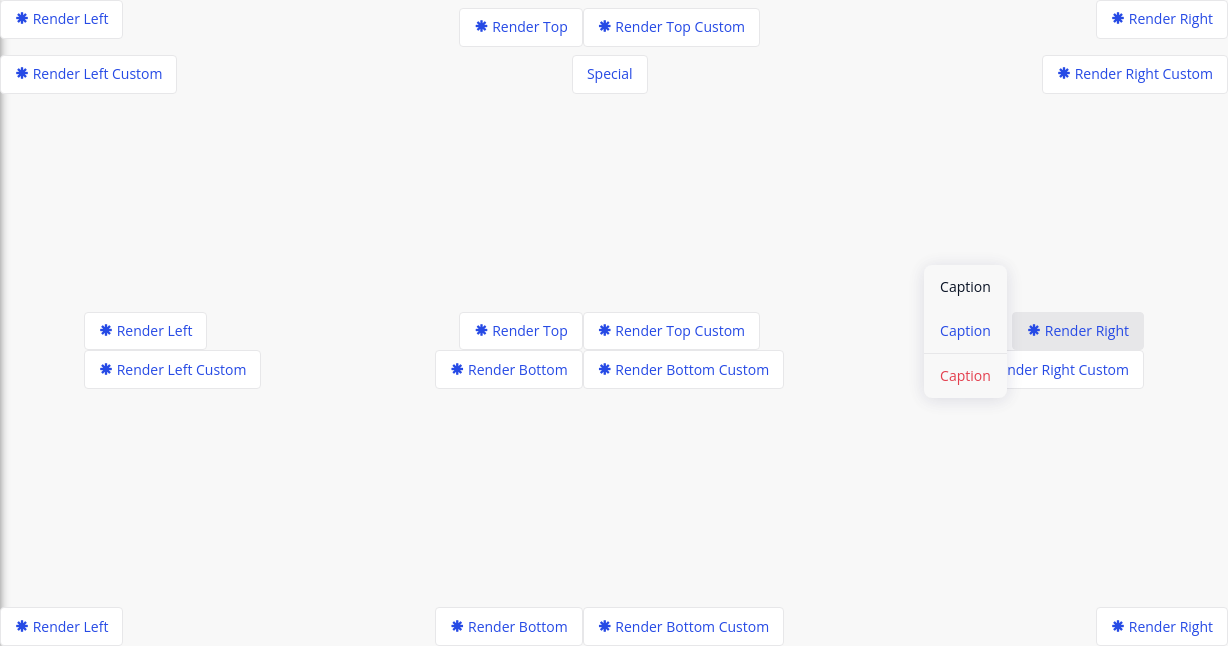 Render Left
Render Top
Render Top Custom
Render Right
Render Left Custom
Special
Render Right Custom
Caption
Render Left
Render Top
Render Top Custom
Caption
Render Right
Render Left Custom
Render Bottom
Render Bottom Custom
Caption
Right Custom
Render Left
Render Bottom
Render Bottom Custom
Render Right